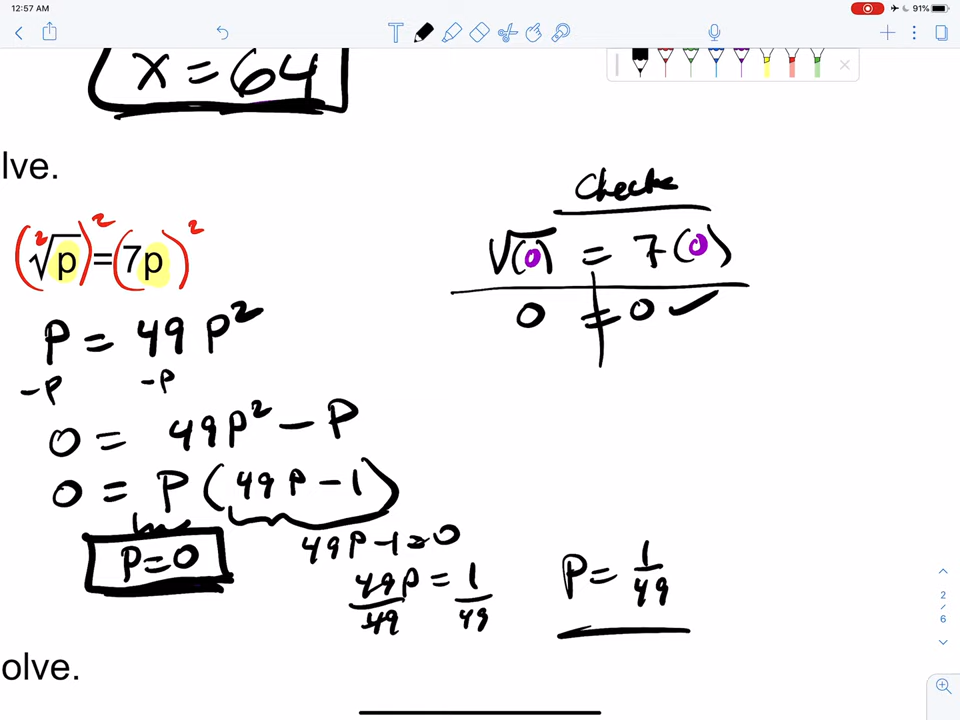 12:57 AM
91%
x = 64
lve.
Check
(²√p)² = (7p)²
√(0) = 7(0)
0 = 0 ✓
P = 49P²
-P -P
0 = 49P² - P
0 = P(49P - 1)
P = 0
49P - 1 = 0
49P = 1
49 49
P = 1/49
2
/
6
olve.